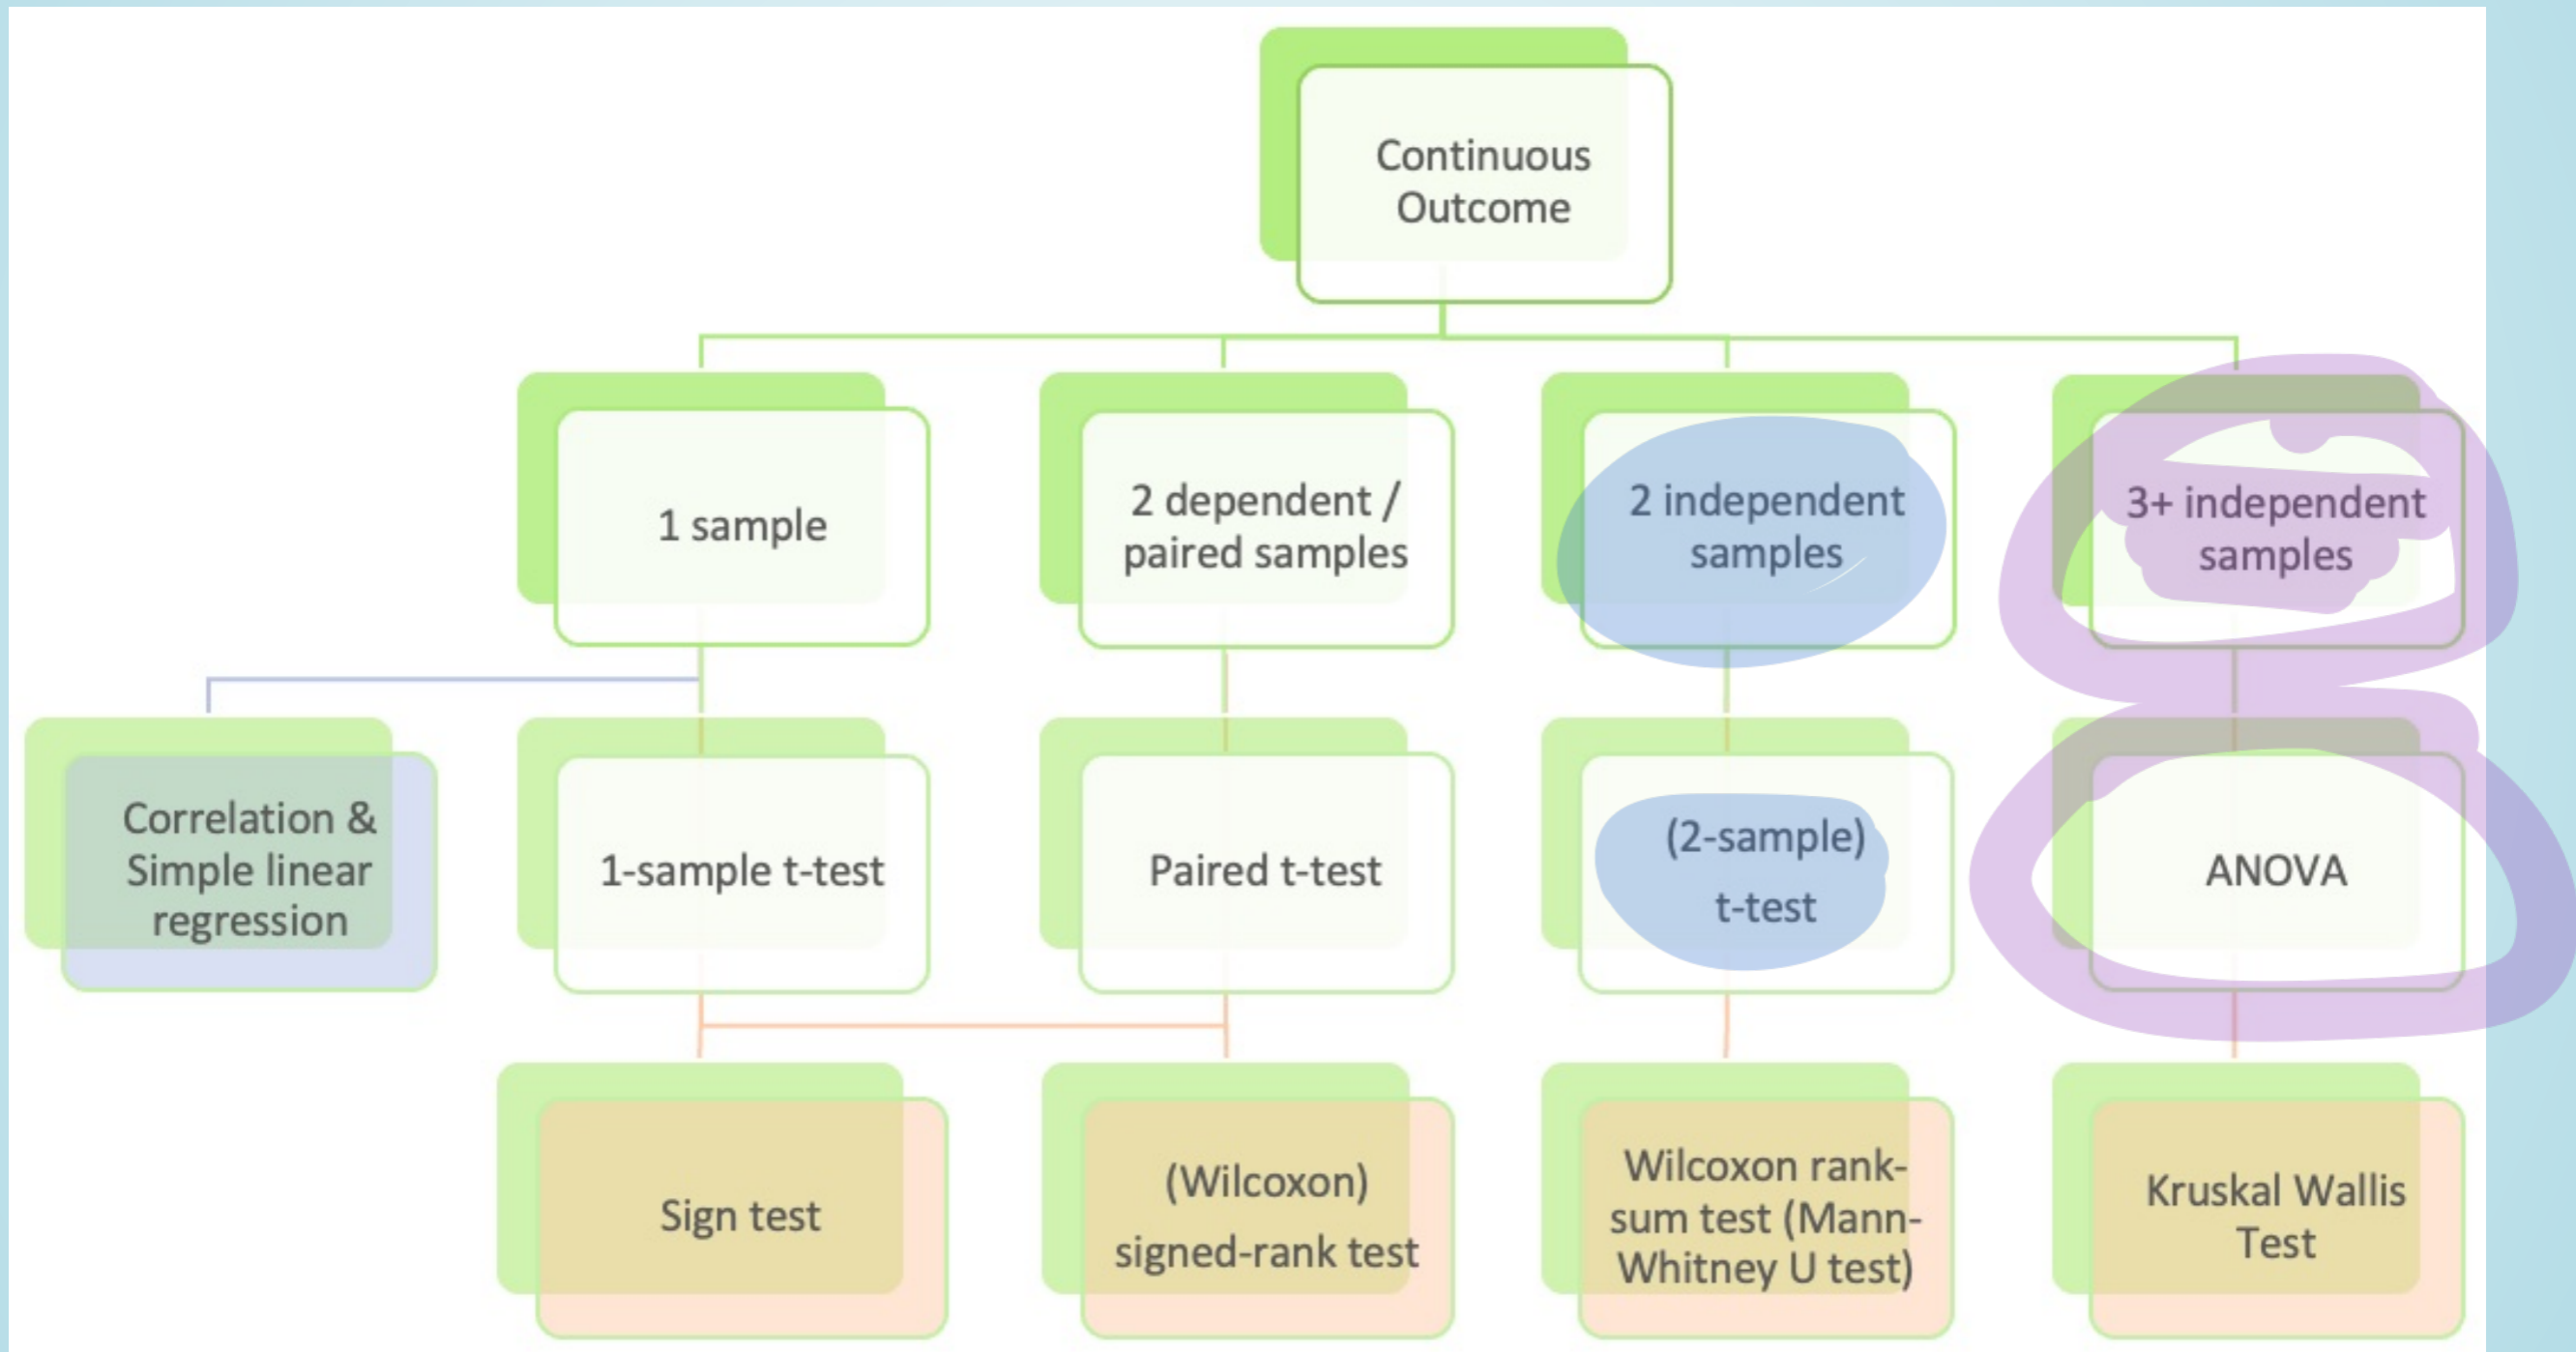 Continuous
Outcome
1 sample
2 dependent /
paired samples
2 independent
samples
3+ independent
samples
Correlation &
Simple linear
regression
1-sample t-test
Paired t-test
(2-sample)
t-test
ANOVA
Sign test
(Wilcoxon)
signed-rank test
Wilcoxon rank-
sum test (Mann-
Whitney U test)
Kruskal Wallis
Test